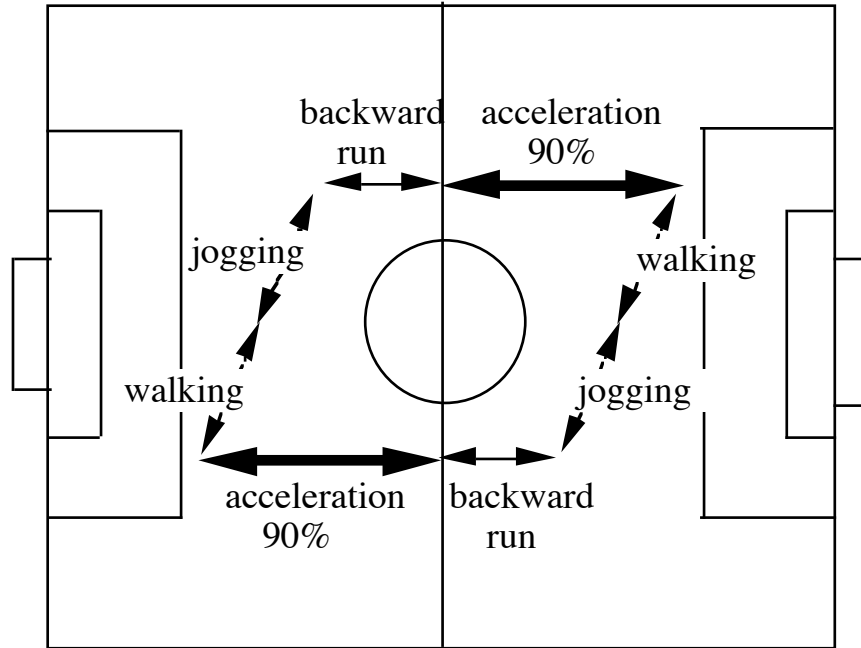 backward
run
acceleration
90%
jogging
walking
walking
jogging
acceleration
90%
backward
run